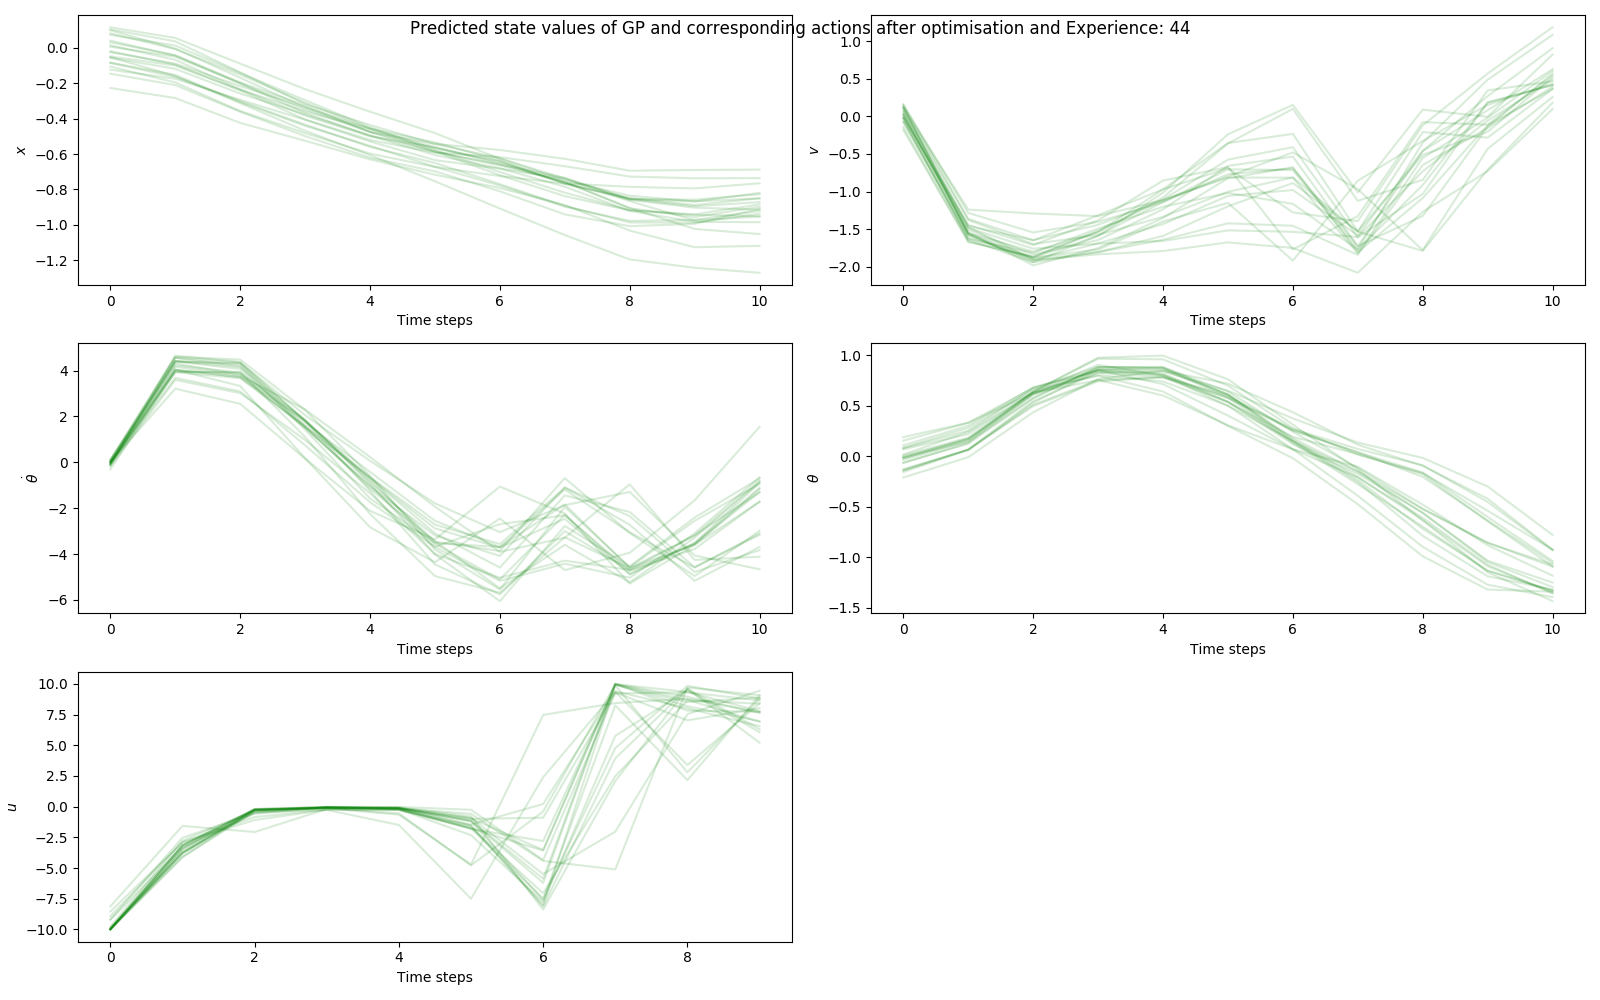 Predicted state values of GP and corresponding actions after optimisation and Experience: 44
0.0
−0.2
−0.4
−0.6
−0.8
−1.0
−1.2
x
0 2 4 6 8 10
Time steps
1.0
0.5
0.0
−0.5
−1.0
−1.5
−2.0
v
0 2 4 6 8 10
Time steps
4
2
0
−2
−4
−6
θ̇
0 2 4 6 8 10
Time steps
1.0
0.5
0.0
−0.5
−1.0
−1.5
θ
0 2 4 6 8 10
Time steps
10.0
7.5
5.0
2.5
0.0
−2.5
−5.0
−7.5
−10.0
u
0 2 4 6 8
Time steps